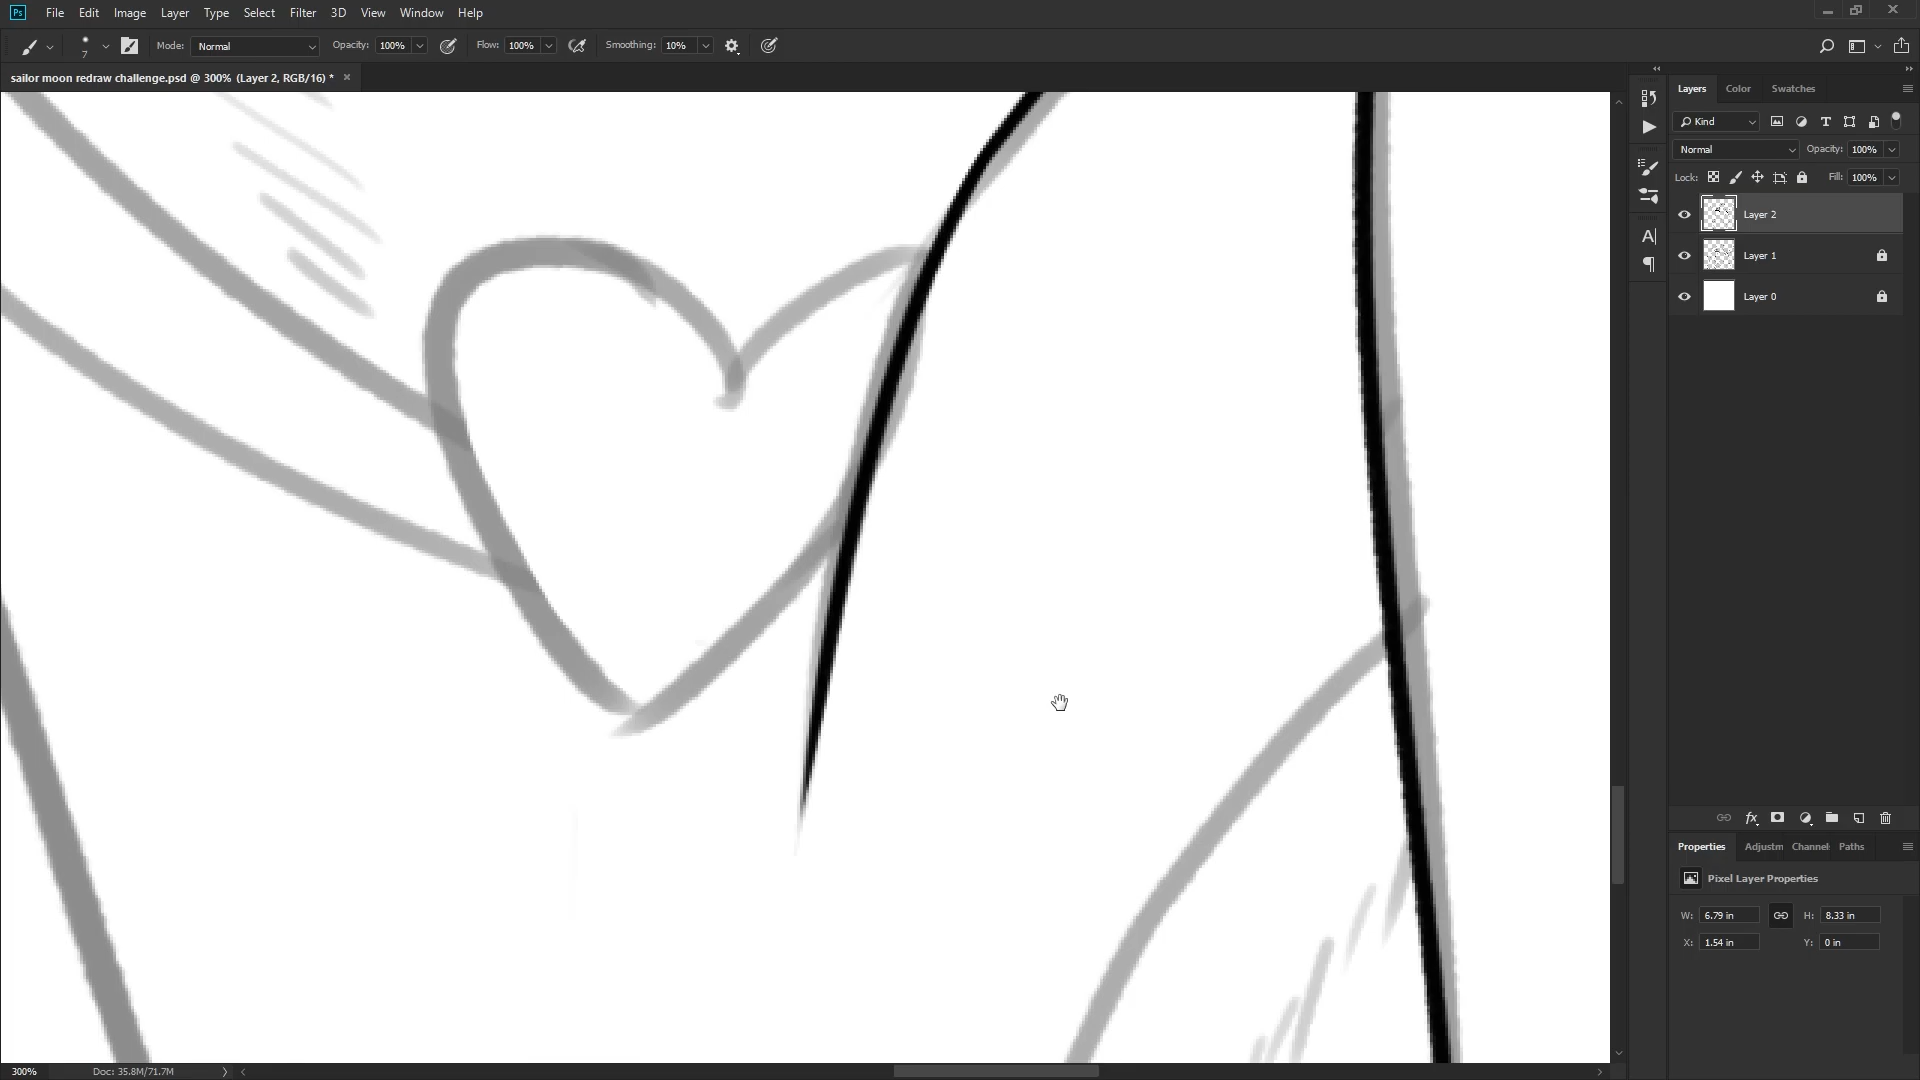 Ps File Edit Image Layer Type Select Filter 3D View Window Help
7 Mode: Normal Opacity: 100% Flow: 100% Smoothing: 10%
sailor moon redraw challenge.psd @ 300% (Layer 2, RGB/16) * ×
Layers Color Swatches
Kind
Normal Opacity: 100%
Lock: Fill: 100%
Layer 2
Layer 1
Layer 0
fx
Properties Adjustm Channel Paths
Pixel Layer Properties
W: 6.79 in H: 8.33 in
X: 1.54 in Y: 0 in
300% Doc: 35.8M/71.7M